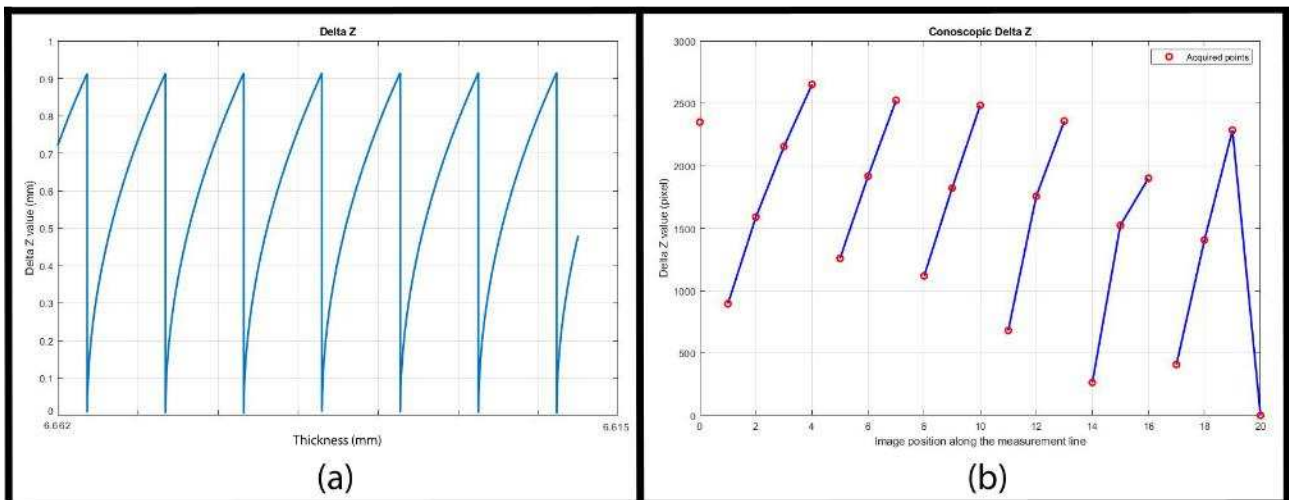 Delta Z
1
0.9
0.8
0.7
0.6
0.5
0.4
0.3
0.2
0.1
0
Delta Z value (mm)
6.662
6.615
Thickness (mm)
(a)
Conoscopic Delta Z
Acquired points
3000
2500
2000
1500
1000
500
0
Delta Z value (pixel)
0 2 4 6 8 10 12 14 16 18 20
Image position along the measurement line
(b)